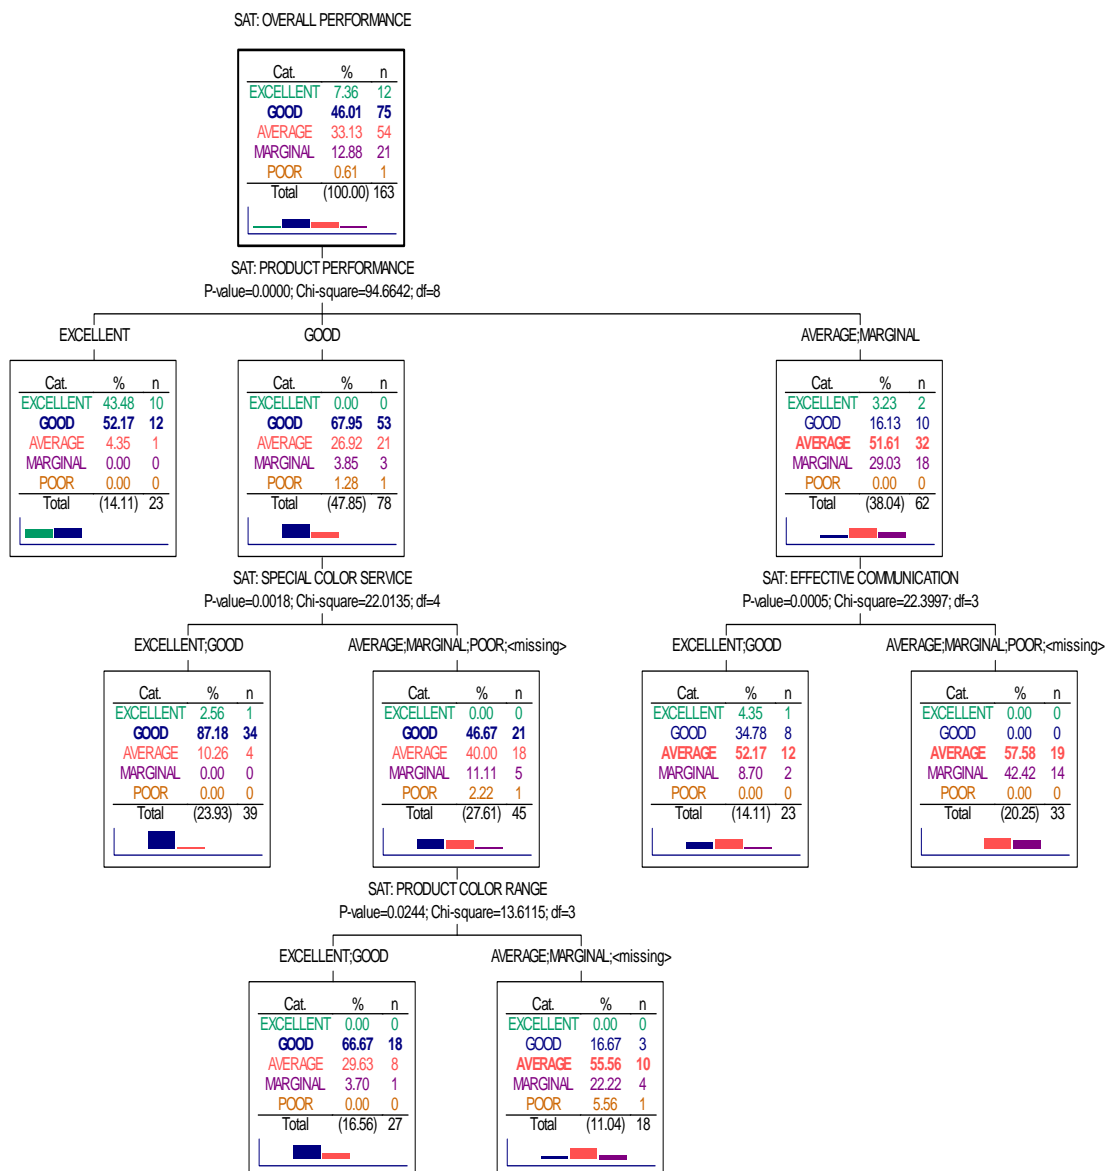 SAT: OVERALL PERFORMANCE
Cat. % n
EXCELLENT 7.36 12
GOOD 46.01 75
AVERAGE 33.13 54
MARGINAL 12.88 21
POOR 0.61 1
Total (100.00) 163
SAT: PRODUCT PERFORMANCE
P-value=0.0000; Chi-square=94.6642; df=8
EXCELLENT
Cat. % n
EXCELLENT 43.48 10
GOOD 52.17 12
AVERAGE 4.35 1
MARGINAL 0.00 0
POOR 0.00 0
Total (14.11) 23
GOOD
Cat. % n
EXCELLENT 0.00 0
GOOD 67.95 53
AVERAGE 26.92 21
MARGINAL 3.85 3
POOR 1.28 1
Total (47.85) 78
AVERAGE;MARGINAL
Cat. % n
EXCELLENT 3.23 2
GOOD 16.13 10
AVERAGE 51.61 32
MARGINAL 29.03 18
POOR 0.00 0
Total (38.04) 62
SAT: SPECIAL COLOR SERVICE
P-value=0.0018; Chi-square=22.0135; df=4
SAT: EFFECTIVE COMMUNICATION
P-value=0.0005; Chi-square=22.3997; df=3
EXCELLENT;GOOD
Cat. % n
EXCELLENT 2.56 1
GOOD 87.18 34
AVERAGE 10.26 4
MARGINAL 0.00 0
POOR 0.00 0
Total (23.93) 39
AVERAGE;MARGINAL;POOR;<missing>
Cat. % n
EXCELLENT 0.00 0
GOOD 46.67 21
AVERAGE 40.00 18
MARGINAL 11.11 5
POOR 2.22 1
Total (27.61) 45
EXCELLENT;GOOD
Cat. % n
EXCELLENT 4.35 1
GOOD 34.78 8
AVERAGE 52.17 12
MARGINAL 8.70 2
POOR 0.00 0
Total (14.11) 23
AVERAGE;MARGINAL;POOR;<missing>
Cat. % n
EXCELLENT 0.00 0
GOOD 0.00 0
AVERAGE 57.58 19
MARGINAL 42.42 14
POOR 0.00 0
Total (20.25) 33
SAT: PRODUCT COLOR RANGE
P-value=0.0244; Chi-square=13.6115; df=3
EXCELLENT;GOOD
Cat. % n
EXCELLENT 0.00 0
GOOD 66.67 18
AVERAGE 29.63 8
MARGINAL 3.70 1
POOR 0.00 0
Total (16.56) 27
AVERAGE;MARGINAL;<missing>
Cat. % n
EXCELLENT 0.00 0
GOOD 16.67 3
AVERAGE 55.56 10
MARGINAL 22.22 4
POOR 5.56 1
Total (11.04) 18